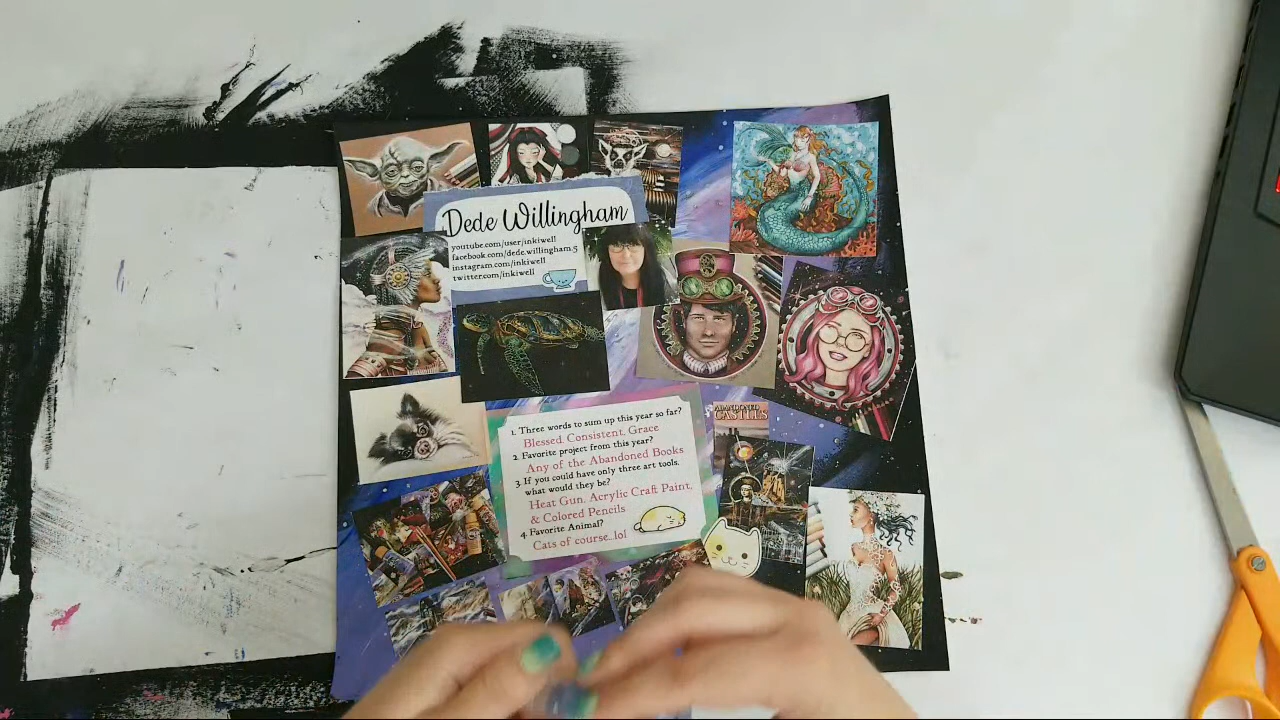 Dede Willingham
youtube.com/user/inkiwell
facebook.com/dede.willingham.5
instagram.com/inkiwell
twitter.com/inkiwell
1. Three words to sum up this year so far?
Blessed, Consistent, Grace
2. Favorite project from this year?
Any of the Abandoned Books
3. If you could have only three art tools,
what would they be?
Heat Gun, Acrylic Craft Paint,
& Colored Pencils
4. Favorite Animal?
Cats of course...lol
ABANDONED
CASTLES